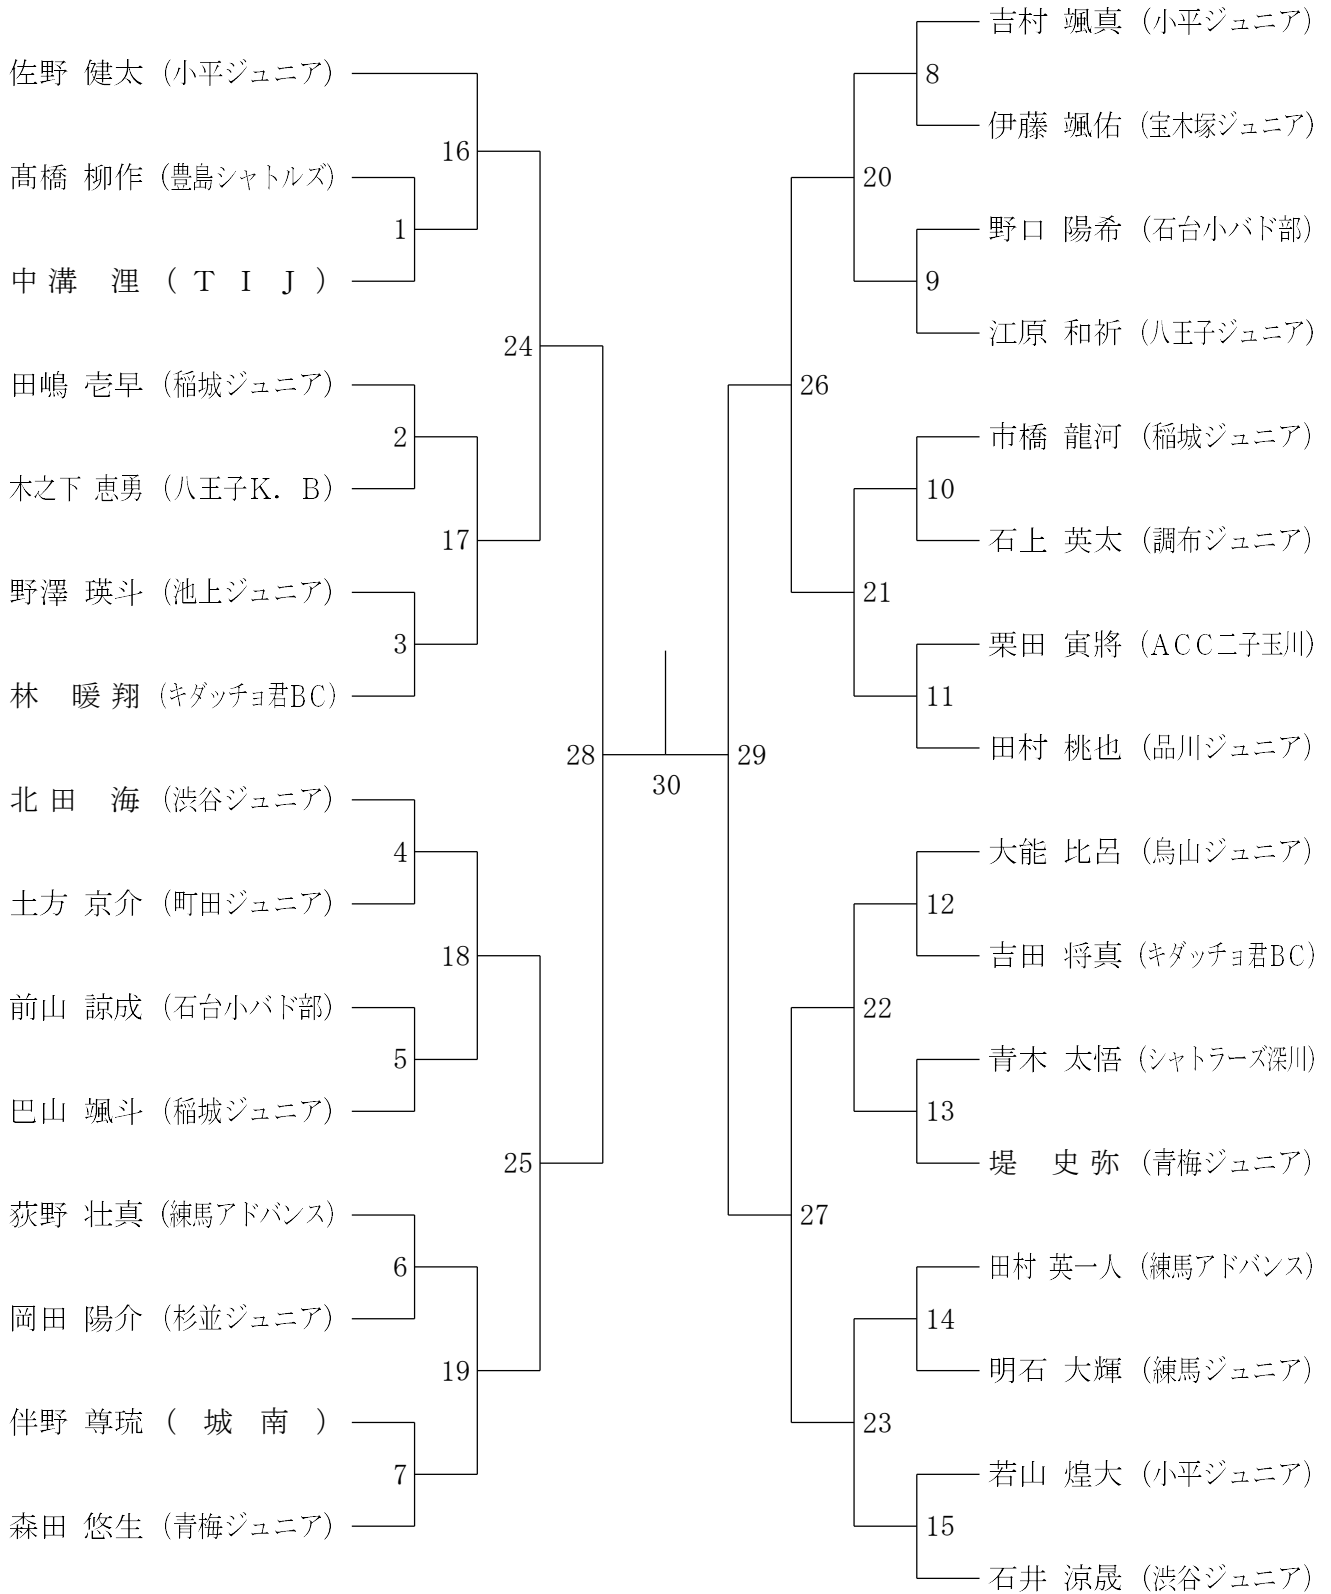 佐野 健太 (小平ジュニア)
髙橋 柳作 (豊島シャトルズ)
中溝 浬 (TIJ)
田嶋 壱早 (稲城ジュニア)
木之下 恵勇 (八王子K.B)
野澤 瑛斗 (池上ジュニア)
林 暖翔 (キダッチョ君BC)
北田 海 (渋谷ジュニア)
土方 京介 (町田ジュニア)
前山 諒成 (石台小バド部)
巴山 颯斗 (稲城ジュニア)
荻野 壮真 (練馬アドバンス)
岡田 陽介 (杉並ジュニア)
伴野 尊琉 (城南)
森田 悠生 (青梅ジュニア)
1
2
3
4
5
6
7
16
17
18
19
24
25
28
30
29
26
27
20
21
22
23
8
9
10
11
12
13
14
15
吉村 颯真 (小平ジュニア)
伊藤 颯佑 (宝木塚ジュニア)
野口 陽希 (石台小バド部)
江原 和祈 (八王子ジュニア)
市橋 龍河 (稲城ジュニア)
石上 英太 (調布ジュニア)
栗田 寅將 (ACC二子玉川)
田村 桃也 (品川ジュニア)
大能 比呂 (烏山ジュニア)
吉田 将真 (キダッチョ君BC)
青木 太悟 (シャトラーズ深川)
堤 史弥 (青梅ジュニア)
田村 英一人 (練馬アドバンス)
明石 大輝 (練馬ジュニア)
若山 煌大 (小平ジュニア)
石井 涼晟 (渋谷ジュニア)